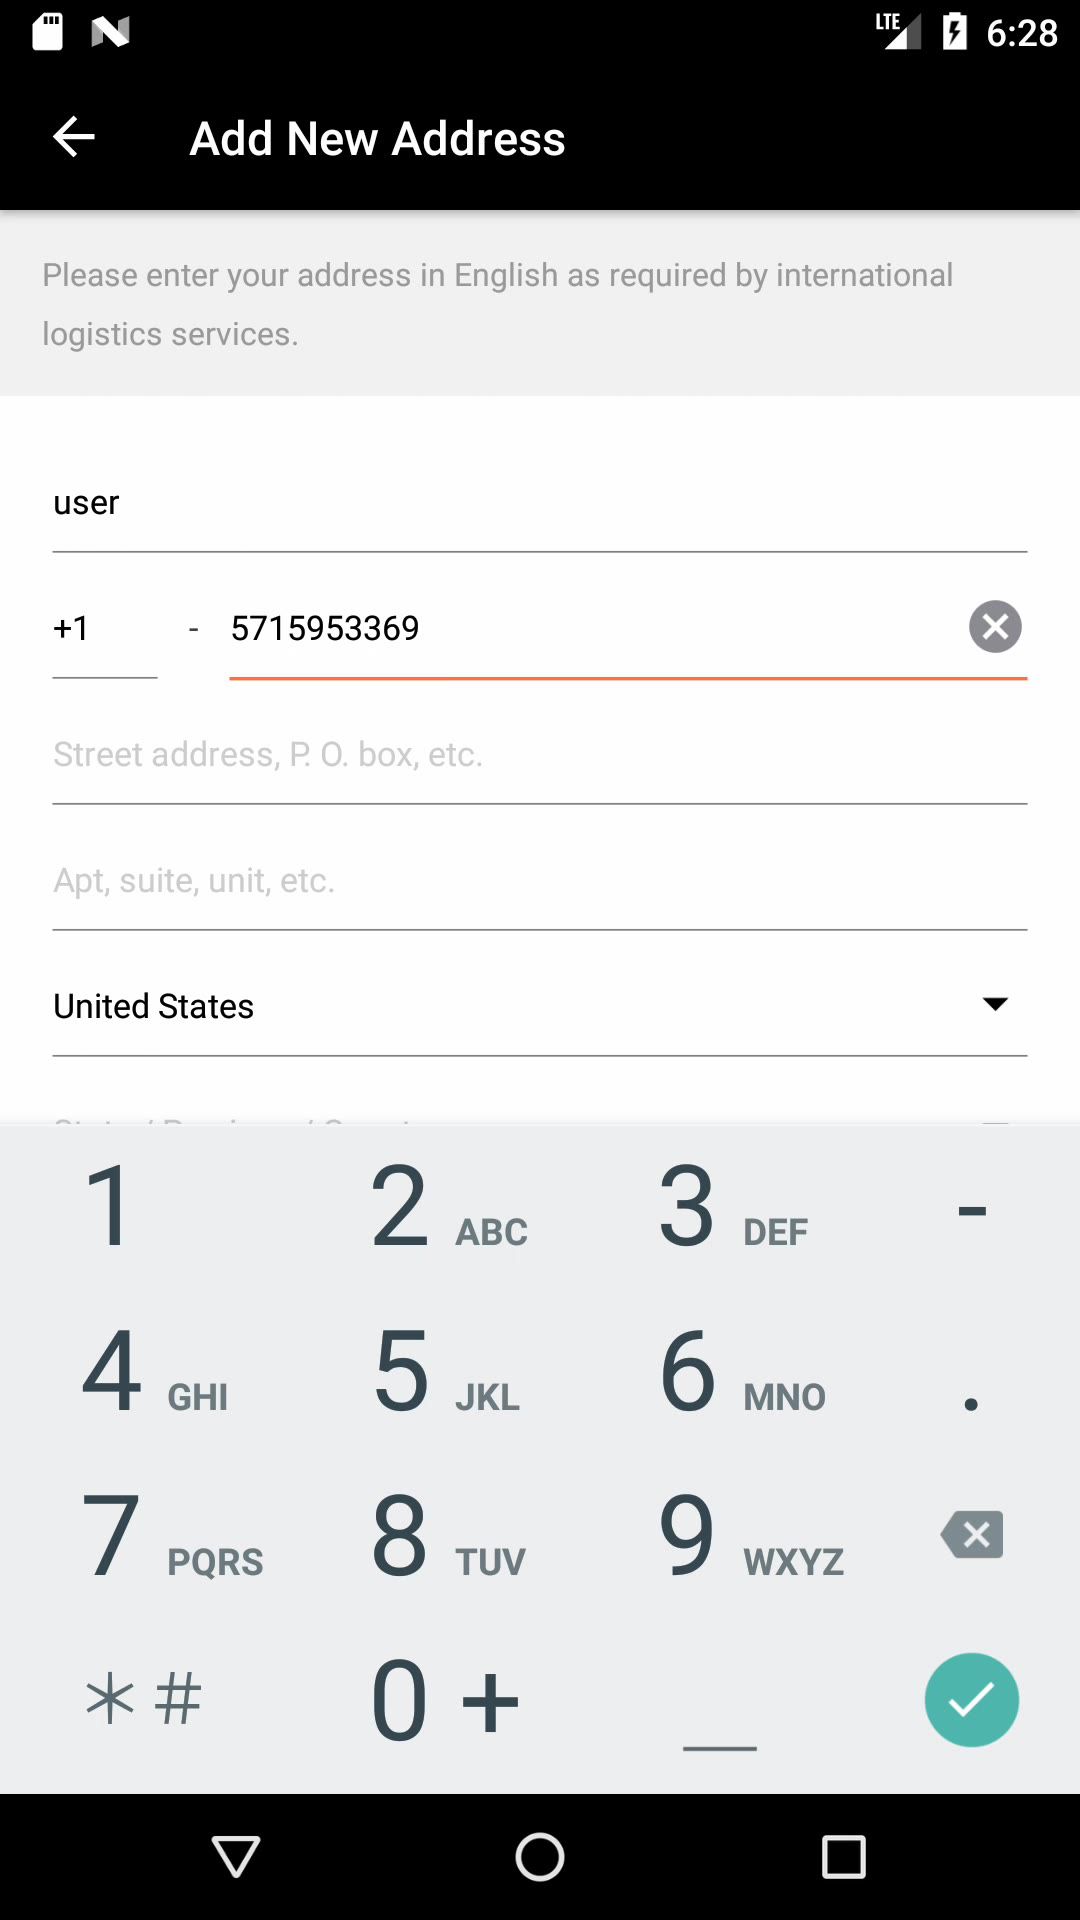 LTE 6:28
Add New Address
Please enter your address in English as required by international
logistics services.
user
+1 - 5715953369
Street address, P. O. box, etc.
Apt, suite, unit, etc.
United States
1 2 ABC 3 DEF -
4 GHI 5 JKL 6 MNO .
7 PQRS 8 TUV 9 WXYZ
*# 0 + _